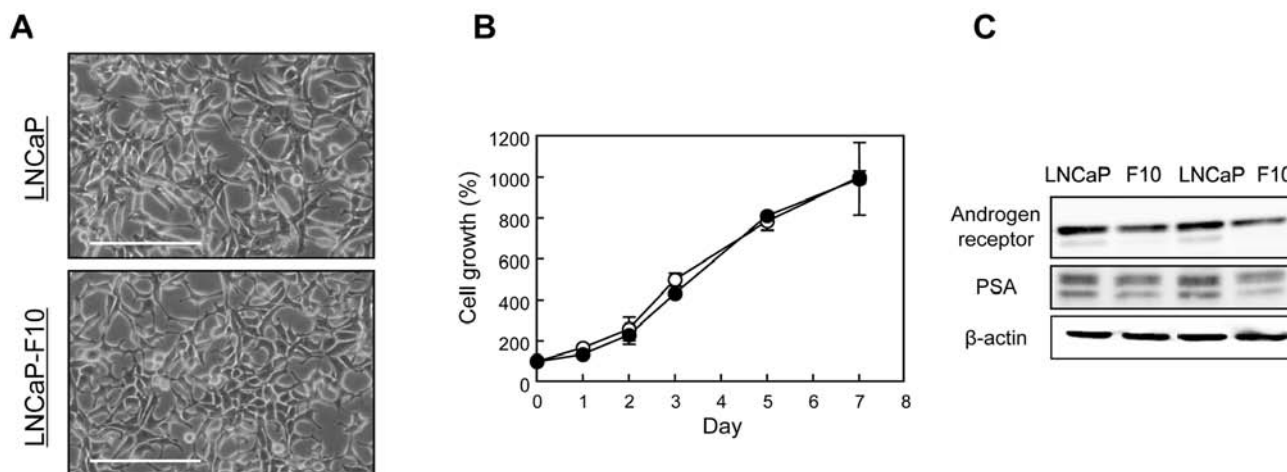 A
LNCaP
LNCaP-F10
B
Cell growth (%)
1200
1000
800
600
400
200
0
0 1 2 3 4 5 6 7 8
Day
C
LNCaP F10 LNCaP F10
Androgen
receptor
PSA
β-actin